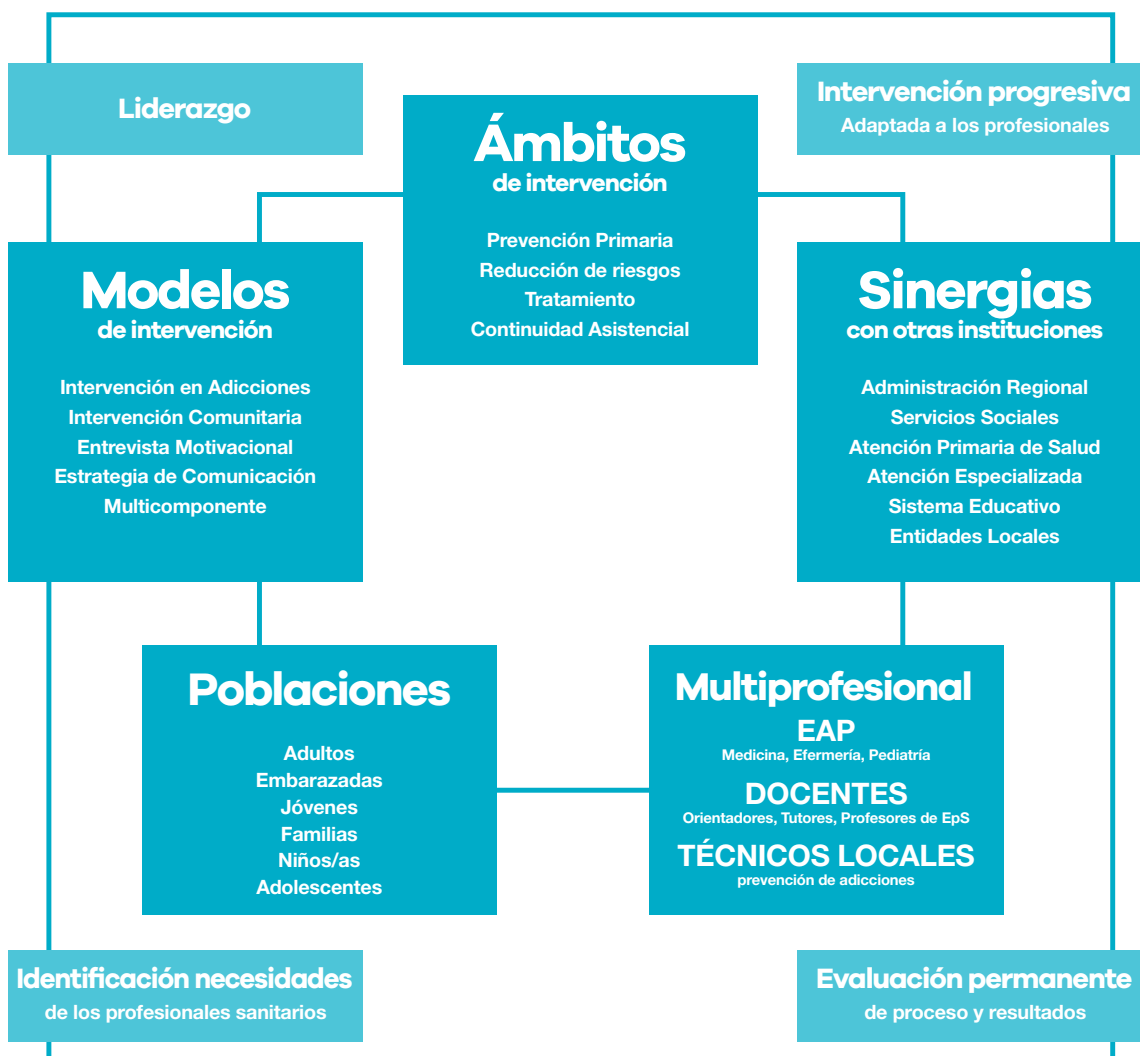 Liderazgo
Intervención progresiva
Adaptada a los profesionales
Ámbitos
de intervención
Prevención Primaria
Reducción de riesgos
Tratamiento
Continuidad Asistencial
Modelos
de intervención
Intervención en Adicciones
Intervención Comunitaria
Entrevista Motivacional
Estrategia de Comunicación
Multicomponente
Sinergias
con otras instituciones
Administración Regional
Servicios Sociales
Atención Primaria de Salud
Atención Especializada
Sistema Educativo
Entidades Locales
Poblaciones
Adultos
Embarazadas
Jóvenes
Familias
Niños/as
Adolescentes
Multiprofesional
EAP
Medicina, Efermería, Pediatría
DOCENTES
Orientadores, Tutores, Profesores de EpS
TÉCNICOS LOCALES
prevención de adicciones
Identificación necesidades
de los profesionales sanitarios
Evaluación permanente
de proceso y resultados